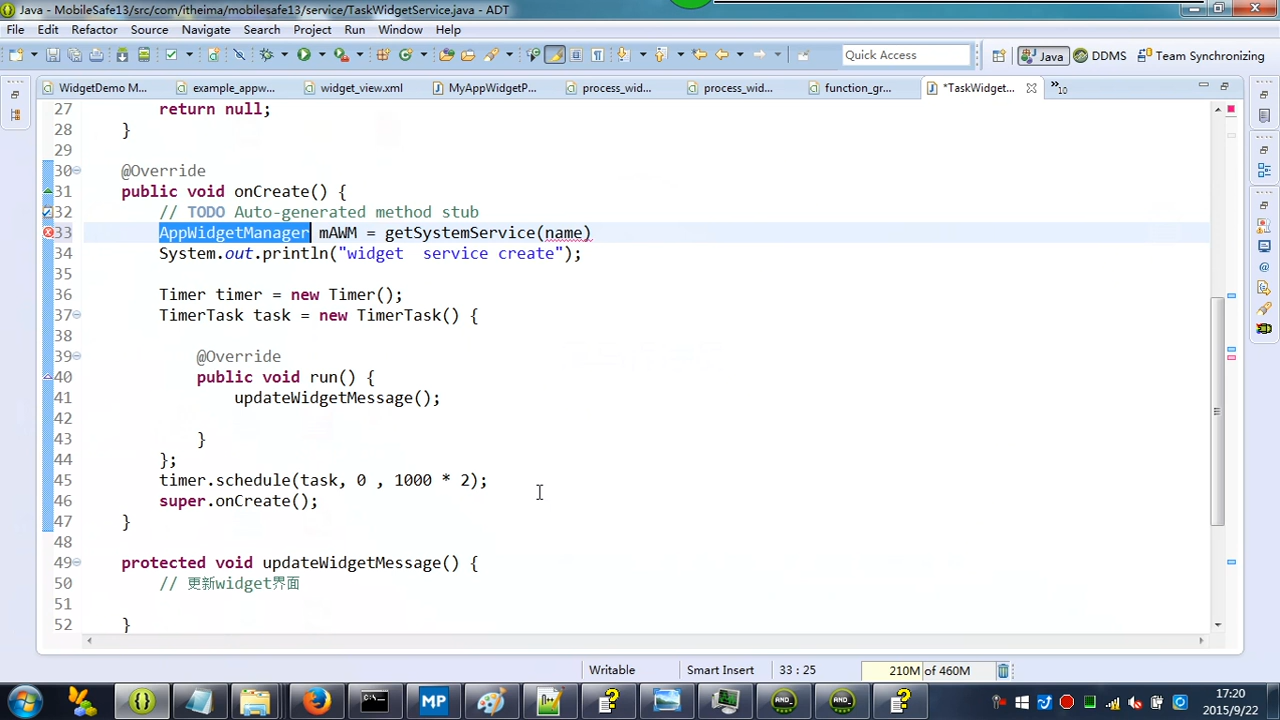 Java - MobileSafe13/src/com/itheima/mobilesafe13/service/TaskWidgetService.java - ADT
File Edit Refactoring Source Navigate Search Project Run Window Help
Quick Access Java DDMS Team Synchronizing
WidgetDemo M... example_appw... widget_view.xml MyAppWidgetP... process_wid... process_wid... function_gr... *TaskWidget... »10
27 return null;
28 }
29
30 @Override
31 public void onCreate() {
32 // TODO Auto-generated method stub
33 AppWidgetManager mAWM = getSystemService(name)
34 System.out.println("widget  service create");
35
36 Timer timer = new Timer();
37 TimerTask task = new TimerTask() {
38
39 @Override
40 public void run() {
41 updateWidgetMessage();
42
43 }
44 };
45 timer.schedule(task, 0 , 1000 * 2);
46 super.onCreate();
47 }
48
49 protected void updateWidgetMessage() {
50 // 更新widget界面
51
52 }
Writable Smart Insert 33 : 25 210M of 460M
MP
17:20
2015/9/22